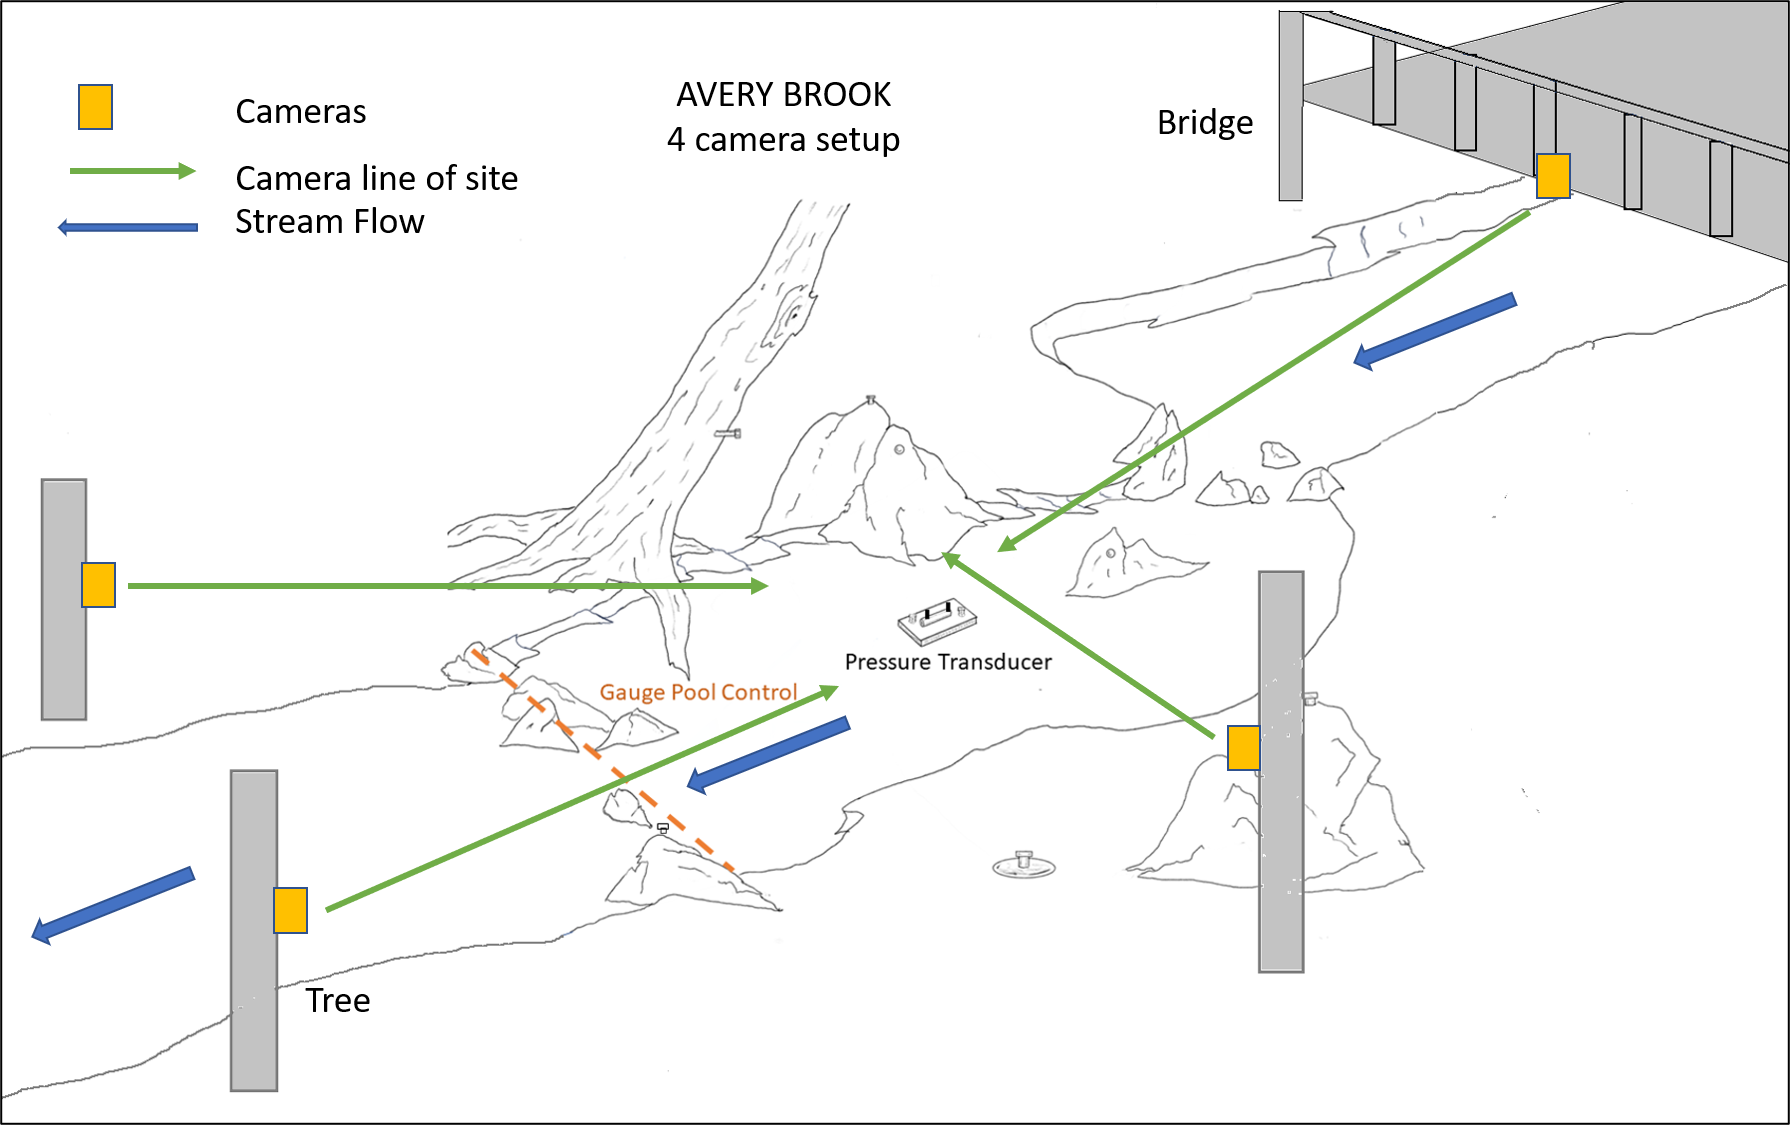 AVERY BROOK
4 camera setup
Cameras
Camera line of site
Stream Flow
Bridge
Pressure Transducer
Gauge Pool Control
Tree